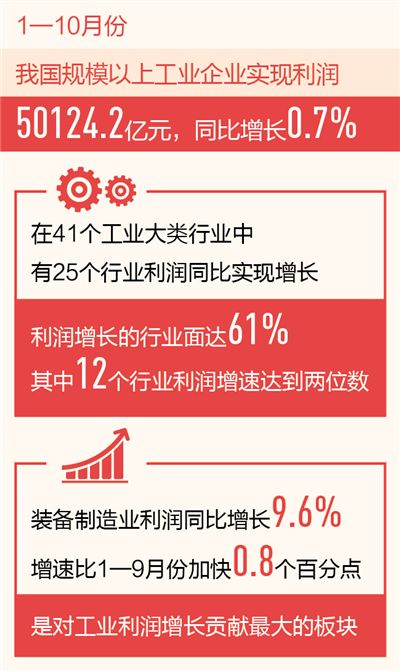 1—10月份
我国规模以上工业企业实现利润
50124.2亿元，同比增长0.7%
在41个工业大类行业中
有25个行业利润同比实现增长
利润增长的行业面达61%
其中12个行业利润增速达到两位数
装备制造业利润同比增长9.6%
增速比1—9月份加快0.8个百分点
是对工业利润增长贡献最大的板块